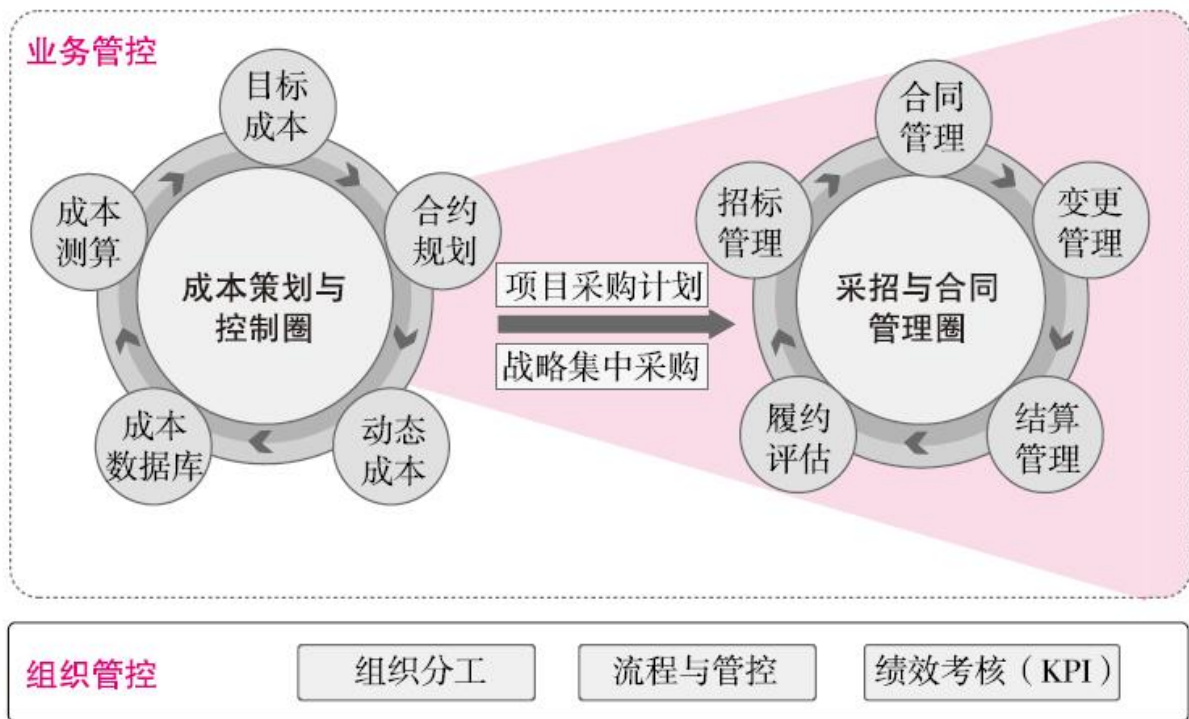 业务管控
目标
成本
合约
规划
动态
成本
成本
数据库
成本
测算
成本策划与
控制圈
项目采购计划
战略集中采购
合同
管理
变更
管理
结算
管理
履约
评估
招标
管理
采招与合同
管理圈
组织管控
组织分工
流程与管控
绩效考核（KPI）